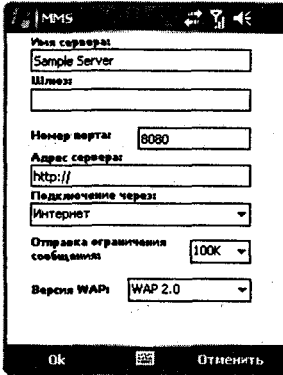 MMS
Имя сервера:
Sample Server
Шлюз:
Номер порта:
8080
Адрес сервера:
http://
Подключение через:
Интернет
Отправка ограничения
сообщения:
100K
Версия WAP:
WAP 2.0
Ok
Отменить